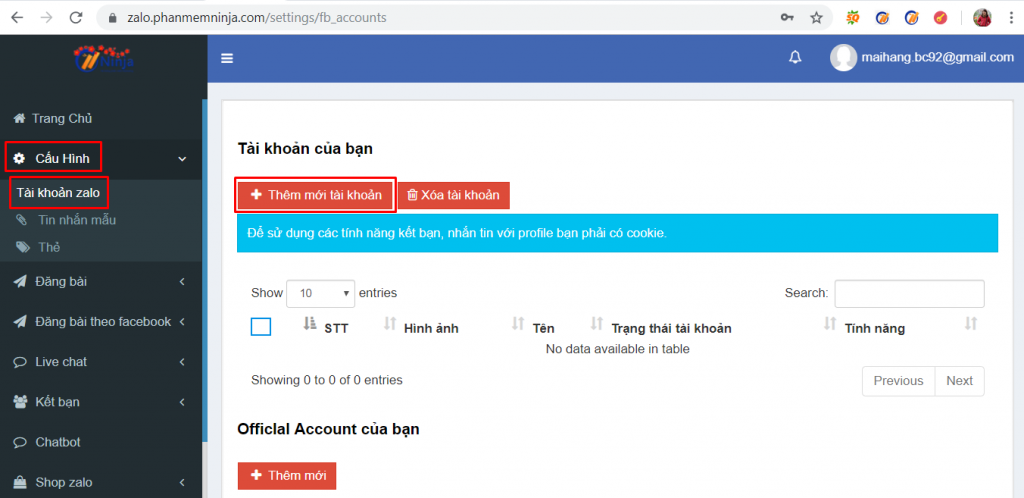 zalo.phanmemninja.com/settings/fb_accounts
Ninja
maihang.bc92@gmail.com
Trang Chủ
Cấu Hình
Tài khoản zalo
Tin nhắn mẫu
Thẻ
Đăng bài
Đăng bài theo facebook
Live chat
Kết bạn
Chatbot
Shop zalo
Tài khoản của bạn
Thêm mới tài khoản Xóa tài khoản
Để sử dụng các tính năng kết bạn, nhắn tin với profile bạn phải có cookie.
Show 10 entries Search:
STT Hình ảnh Tên Trạng thái tài khoản Tính năng
No data available in table
Showing 0 to 0 of 0 entries Previous Next
Officlal Account của bạn
Thêm mới